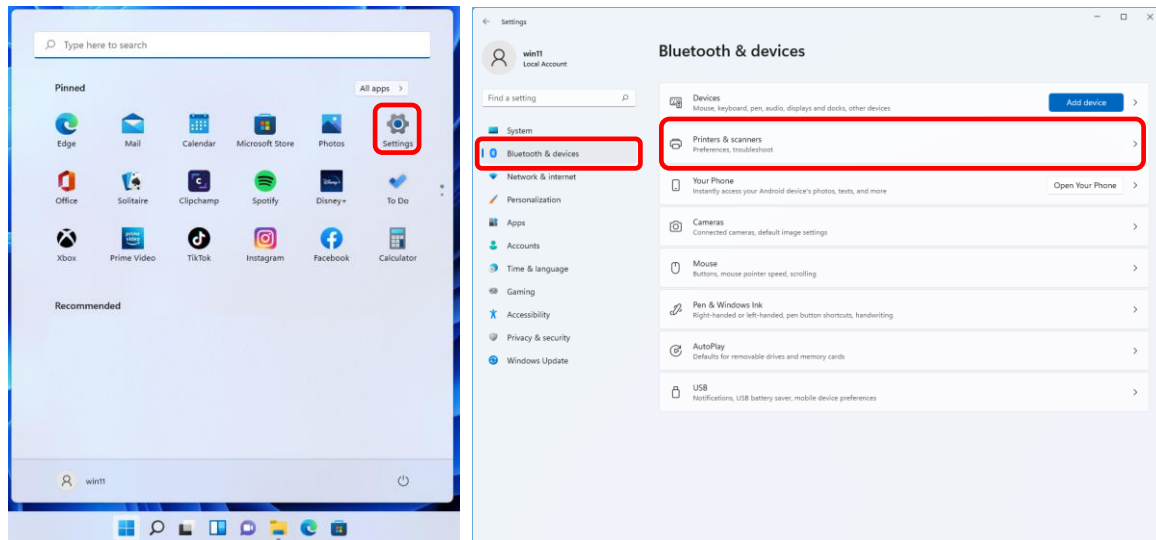 Type here to search
Pinned
All apps >
Edge
Mail
Calendar
Microsoft Store
Photos
Settings
Office
Solitaire
Clipchamp
Spotify
Disney+
To Do
Xbox
Prime Video
TikTok
Instagram
Facebook
Calculator
Recommended
win11
Settings
win11
Local Account
Find a setting
System
Bluetooth & devices
Network & internet
Personalization
Apps
Accounts
Time & language
Gaming
Accessibility
Privacy & security
Windows Update
Bluetooth & devices
Devices
Mouse, keyboard, pen, audio, displays and docks, other devices
Add device
Printers & scanners
Preferences, troubleshoot
Your Phone
Instantly access your Android device's photos, texts, and more
Open Your Phone
Cameras
Connected cameras, default image settings
Mouse
Buttons, mouse pointer speed, scrolling
Pen & Windows Ink
Right-handed or left-handed, pen button shortcuts, handwriting
AutoPlay
Defaults for removable drives and memory cards
USB
Notifications, USB battery saver, mobile device preferences